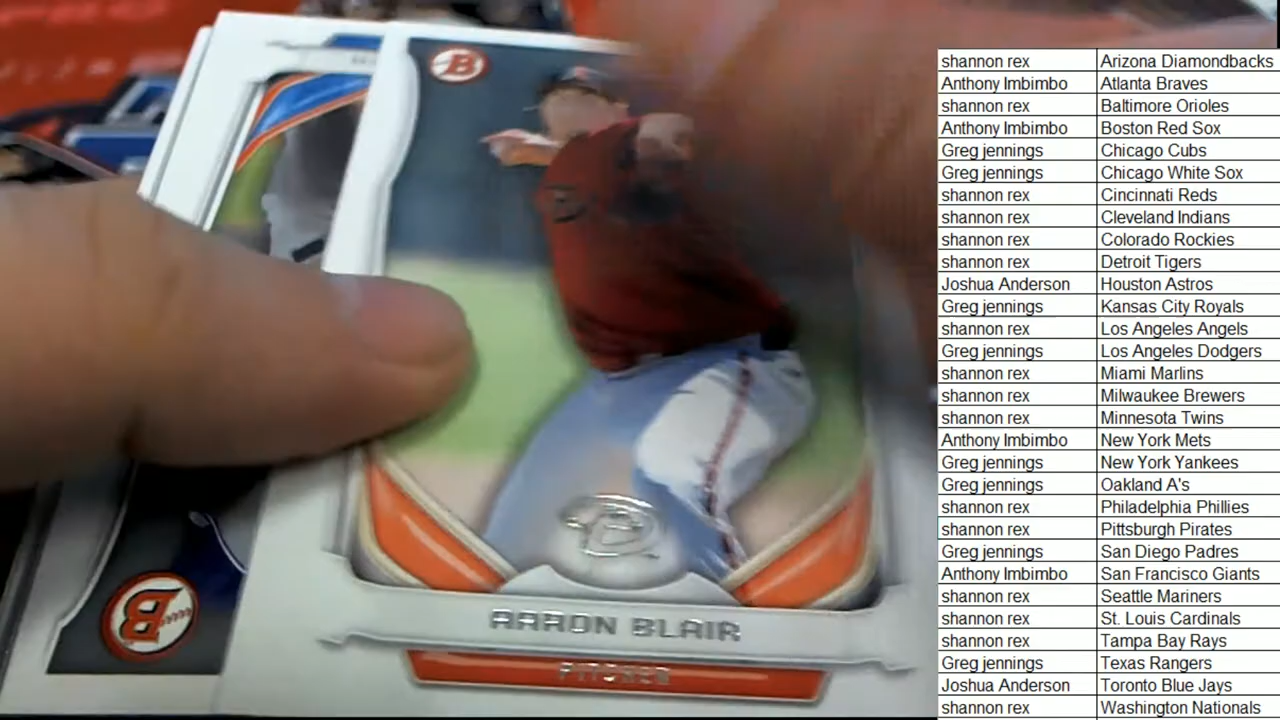 B
AARON BLAIR
PITCHER
B
shannon rex Arizona Diamondbacks
Anthony Imbimbo Atlanta Braves
shannon rex Baltimore Orioles
Anthony Imbimbo Boston Red Sox
Greg jennings Chicago Cubs
Greg jennings Chicago White Sox
shannon rex Cincinnati Reds
shannon rex Cleveland Indians
shannon rex Colorado Rockies
shannon rex Detroit Tigers
Joshua Anderson Houston Astros
Greg jennings Kansas City Royals
shannon rex Los Angeles Angels
Greg jennings Los Angeles Dodgers
shannon rex Miami Marlins
shannon rex Milwaukee Brewers
shannon rex Minnesota Twins
Anthony Imbimbo New York Mets
Greg jennings New York Yankees
Greg jennings Oakland A's
shannon rex Philadelphia Phillies
shannon rex Pittsburgh Pirates
Greg jennings San Diego Padres
Anthony Imbimbo San Francisco Giants
shannon rex Seattle Mariners
shannon rex St. Louis Cardinals
shannon rex Tampa Bay Rays
Greg jennings Texas Rangers
Joshua Anderson Toronto Blue Jays
shannon rex Washington Nationals